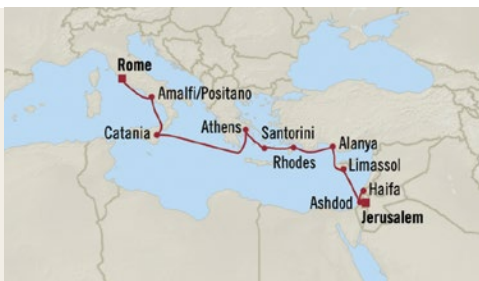 Rome
Amalfi/Positano
Catania
Athens
Santorini
Rhodes
Alanya
Limassol
Haifa
Ashdod
Jerusalem